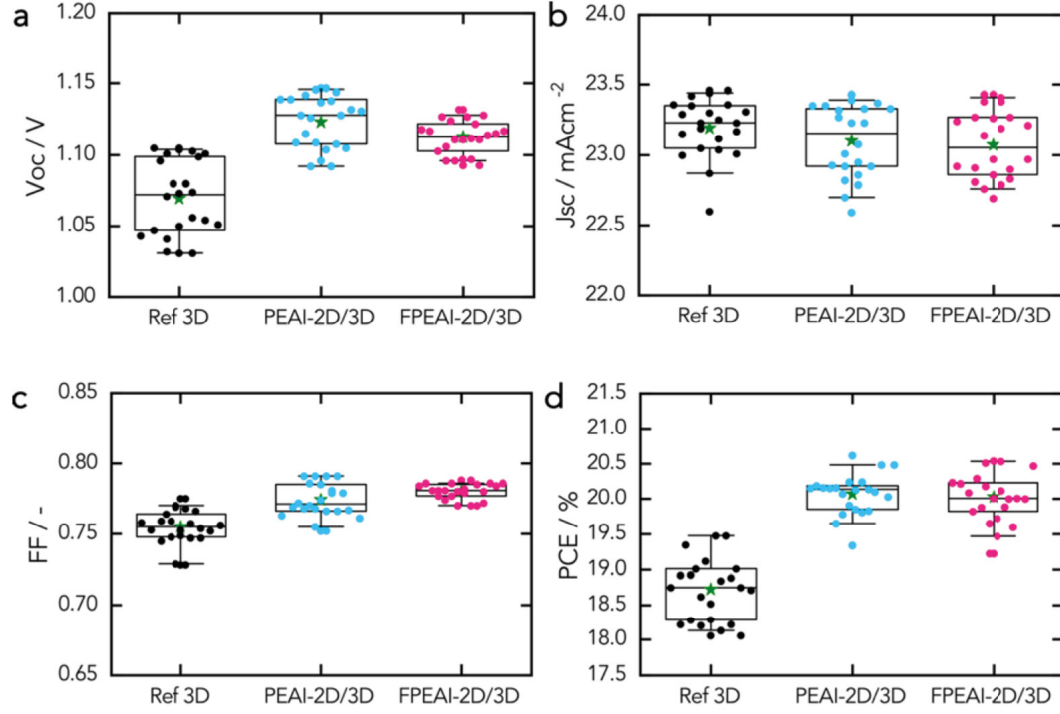 a
1.20
1.15
1.10
1.05
1.00
Voc / V
Ref 3D PEAI-2D/3D FPEAI-2D/3D
b
24.0
23.5
23.0
22.5
22.0
Jsc / mAcm⁻²
Ref 3D PEAI-2D/3D FPEAI-2D/3D
c
0.85
0.80
0.75
0.70
0.65
FF / -
Ref 3D PEAI-2D/3D FPEAI-2D/3D
d
21.5
21.0
20.5
20.0
19.0
18.5
18.0
17.5
PCE / %
Ref 3D PEAI-2D/3D FPEAI-2D/3D